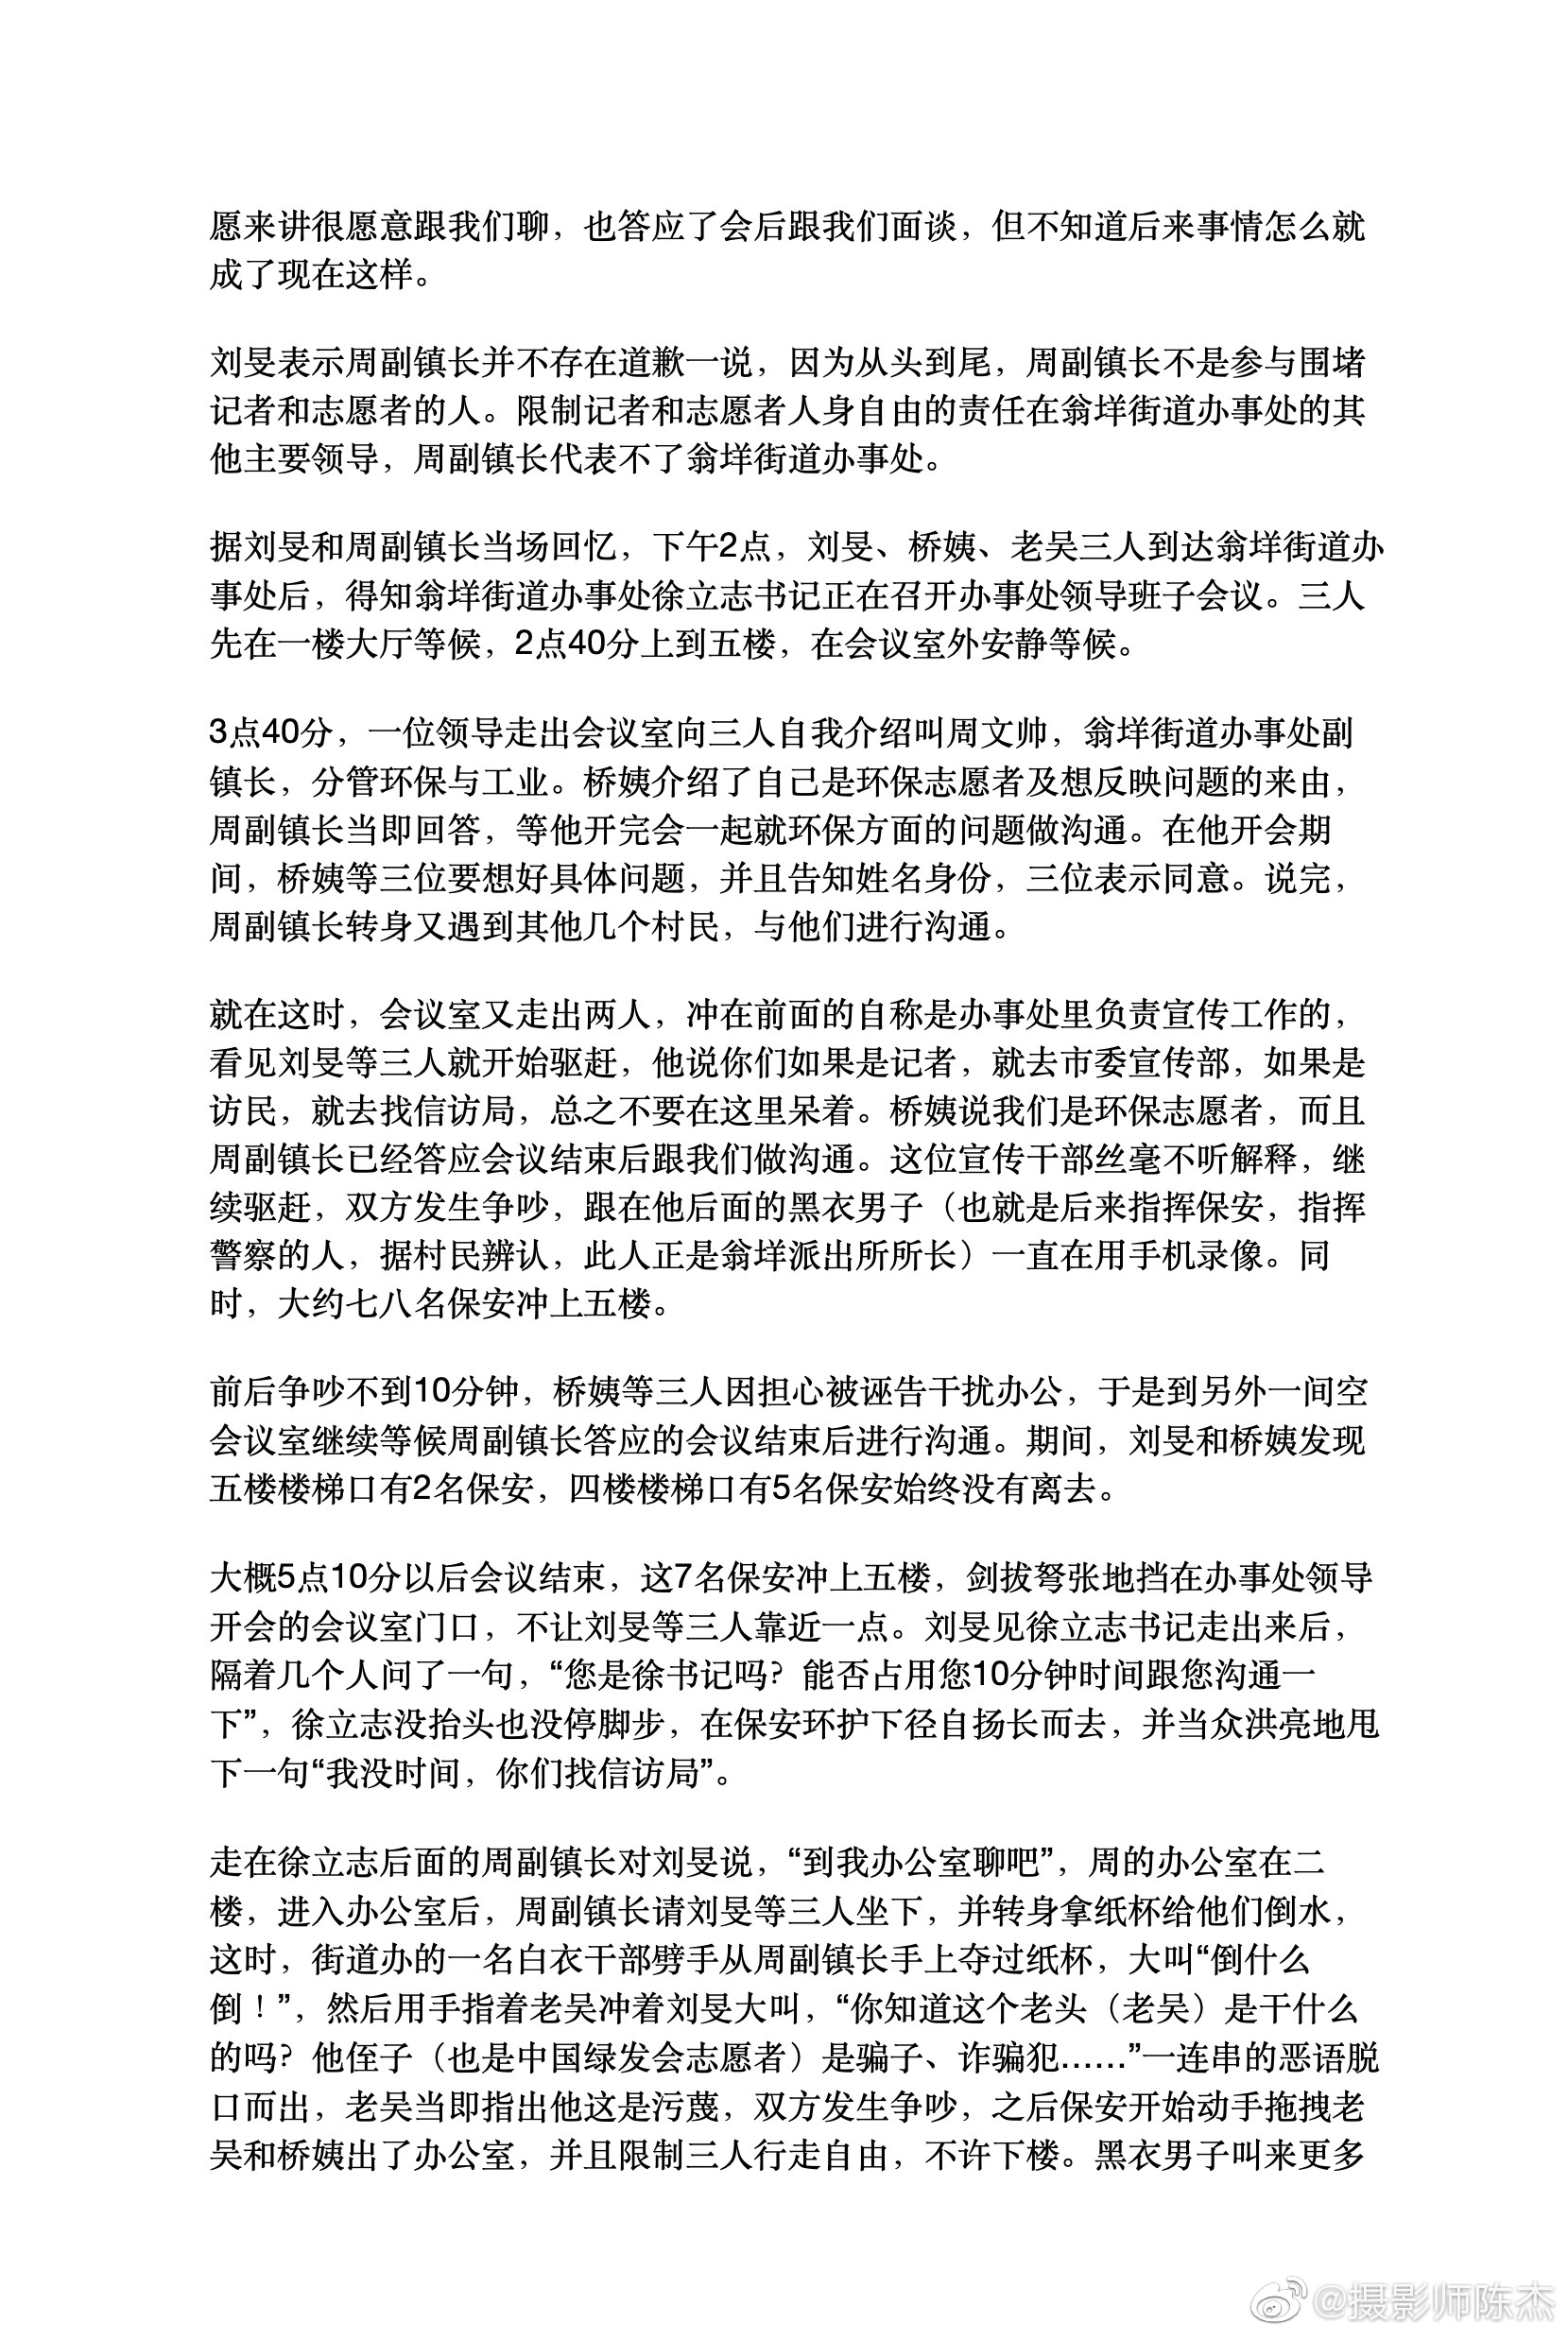 愿来讲很愿意跟我们聊，也答应了会后跟我们面谈，但不知道后来事情怎么就
成了现在这样。
刘旻表示周副镇长并不存在道歉一说，因为从头到尾，周副镇长不是参与围堵
记者和志愿者的人。限制记者和志愿者人身自由的责任在翁垟街道办事处的其
他主要领导，周副镇长代表不了翁垟街道办事处。
据刘旻和周副镇长当场回忆，下午2点，刘旻、桥姨、老吴三人到达翁垟街道办
事处后，得知翁垟街道办事处徐立志书记正在召开办事处领导班子会议。三人
先在一楼大厅等候，2点40分上到五楼，在会议室外安静等候。
3点40分，一位领导走出会议室向三人自我介绍叫周文帅，翁垟街道办事处副
镇长，分管环保与工业。桥姨介绍了自己是环保志愿者及想反映问题的来由，
周副镇长当即回答，等他开完会一起就环保方面的问题做沟通。在他开会期
间，桥姨等三位要想好具体问题，并且告知姓名身份，三位表示同意。说完，
周副镇长转身又遇到其他几个村民，与他们进行沟通。
就在这时，会议室又走出两人，冲在前面的自称是办事处里负责宣传工作的，
看见刘旻等三人就开始驱赶，他说你们如果是记者，就去市委宣传部，如果是
访民，就去找信访局，总之不要在这里呆着。桥姨说我们是环保志愿者，而且
周副镇长已经答应会议结束后跟我们做沟通。这位宣传干部丝毫不听解释，继
续驱赶，双方发生争吵，跟在他后面的黑衣男子（也就是后来指挥保安，指挥
警察的人，据村民辨认，此人正是翁垟派出所所长）一直在用手机录像。同
时，大约七八名保安冲上五楼。
前后争吵不到10分钟，桥姨等三人因担心被诬告干扰办公，于是到另外一间空
会议室继续等候周副镇长答应的会议结束后进行沟通。期间，刘旻和桥姨发现
五楼楼梯口有2名保安，四楼楼梯口有5名保安始终没有离去。
大概5点10分以后会议结束，这7名保安冲上五楼，剑拔弩张地挡在办事处领导
开会的会议室门口，不让刘旻等三人靠近一点。刘旻见徐立志书记走出来后，
隔着几个人问了一句，“您是徐书记吗？能否占用您10分钟时间跟您沟通一
下”，徐立志没抬头也没停脚步，在保安环护下径自扬长而去，并当众洪亮地甩
下一句“我没时间，你们找信访局”。
走在徐立志后面的周副镇长对刘旻说，“到我办公室聊吧”，周的办公室在二
楼，进入办公室后，周副镇长请刘旻等三人坐下，并转身拿纸杯给他们倒水，
这时，街道办的一名白衣干部劈手从周副镇长手上夺过纸杯，大叫“倒什么
倒！”，然后用手指着老吴冲着刘旻大叫，“你知道这个老头（老吴）是干什么
的吗？他侄子（也是中国绿发会志愿者）是骗子、诈骗犯……”一连串的恶语脱
口而出，老吴当即指出他这是污蔑，双方发生争吵，之后保安开始动手拖拽老
吴和桥姨出了办公室，并且限制三人行走自由，不许下楼。黑衣男子叫来更多
@摄影师陈杰